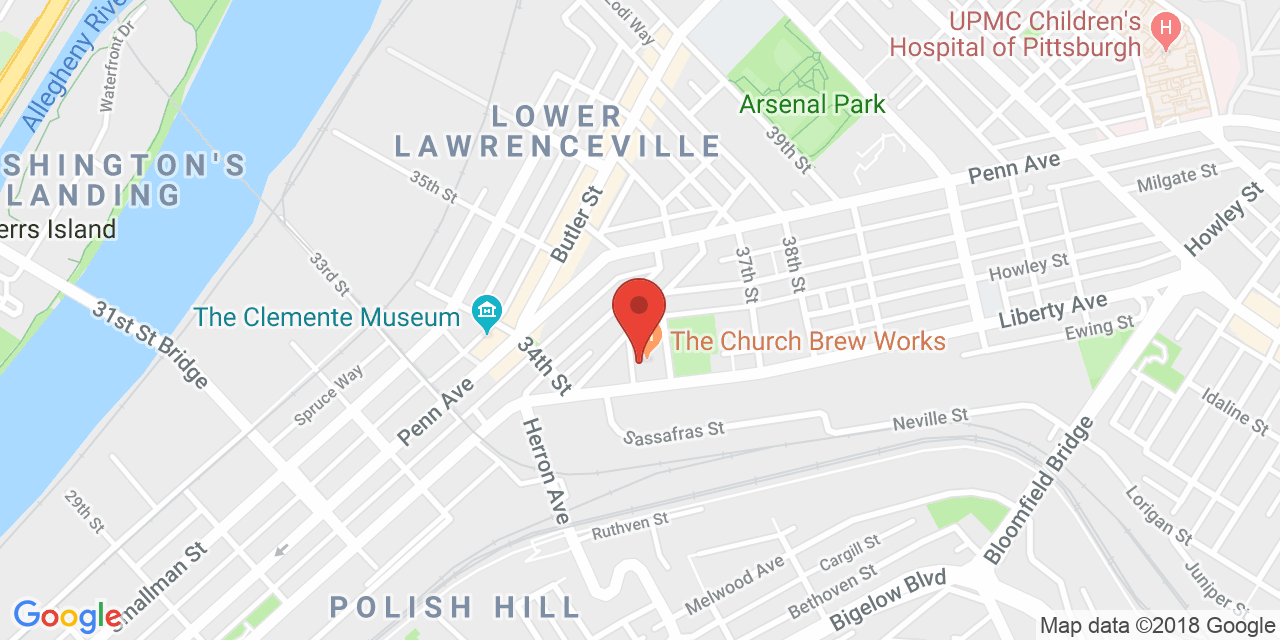 Allegheny River
Waterfront Dr
Lodi Way
UPMC Children's
Hospital of Pittsburgh
H
Arsenal Park
LOWER
LAWRENCEVILLE
39th St
SHINGTON'S
LANDING
errs Island
35th St
Butler St
Penn Ave
Milgate St
Howley St
33rd St
37th St
38th St
Howley St
Liberty Ave
Ewing St
31st St Bridge
The Clemente Museum
The Church Brew Works
34th St
Spruce Way
Penn Ave
Herron Ave
Sassafras St
Neville St
Idaline St
Bloomfield Bridge
29th St
Ruthven St
Lorigan St
Smallman St
Cargill St
Melwood Ave
Bethoven St
Bigelow Blvd
Juniper St
POLISH HILL
Google
Map data ©2018 Google